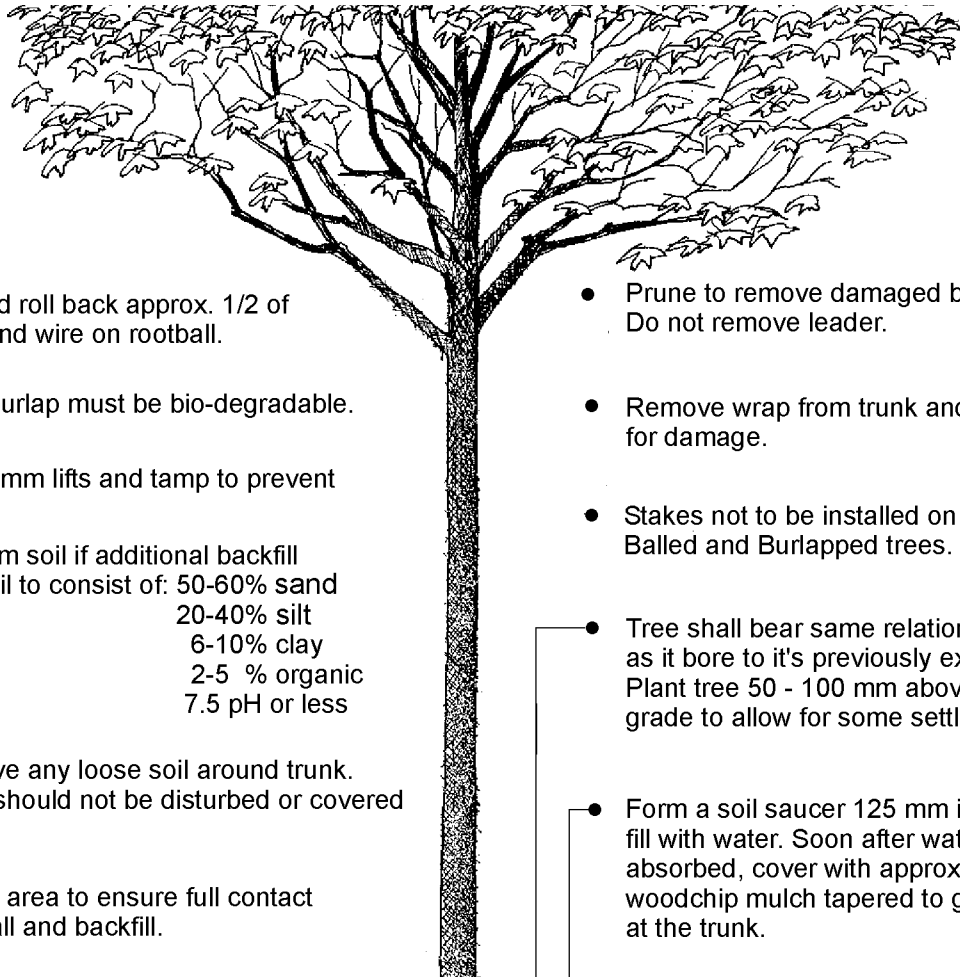 d roll back approx. 1/2 of
nd wire on rootball.
urlap must be bio-degradable.
mm lifts and tamp to prevent
m soil if additional backfill
il to consist of: 50-60% sand
20-40% silt
6-10% clay
2-5 % organic
7.5 pH or less
ve any loose soil around trunk.
should not be disturbed or covered
area to ensure full contact
all and backfill.
Prune to remove damaged b
Do not remove leader.
Remove wrap from trunk and
for damage.
Stakes not to be installed on
Balled and Burlapped trees.
Tree shall bear same relation
as it bore to it's previously ex
Plant tree 50 - 100 mm abov
grade to allow for some settl
Form a soil saucer 125 mm i
fill with water. Soon after wat
absorbed, cover with approx
woodchip mulch tapered to g
at the trunk.